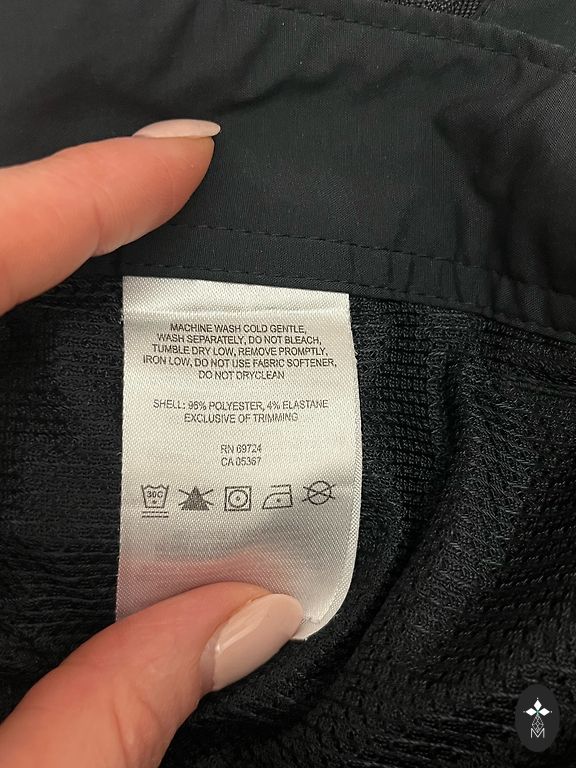 MACHINE WASH COLD GENTLE,
WASH SEPARATELY, DO NOT BLEACH,
TUMBLE DRY LOW, REMOVE PROMPTLY,
IRON LOW, DO NOT USE FABRIC SOFTENER,
DO NOT DRYCLEAN
SHELL: 96% POLYESTER, 4% ELASTANE
EXCLUSIVE OF TRIMMING
RN 69724
CA 05367
30C
M